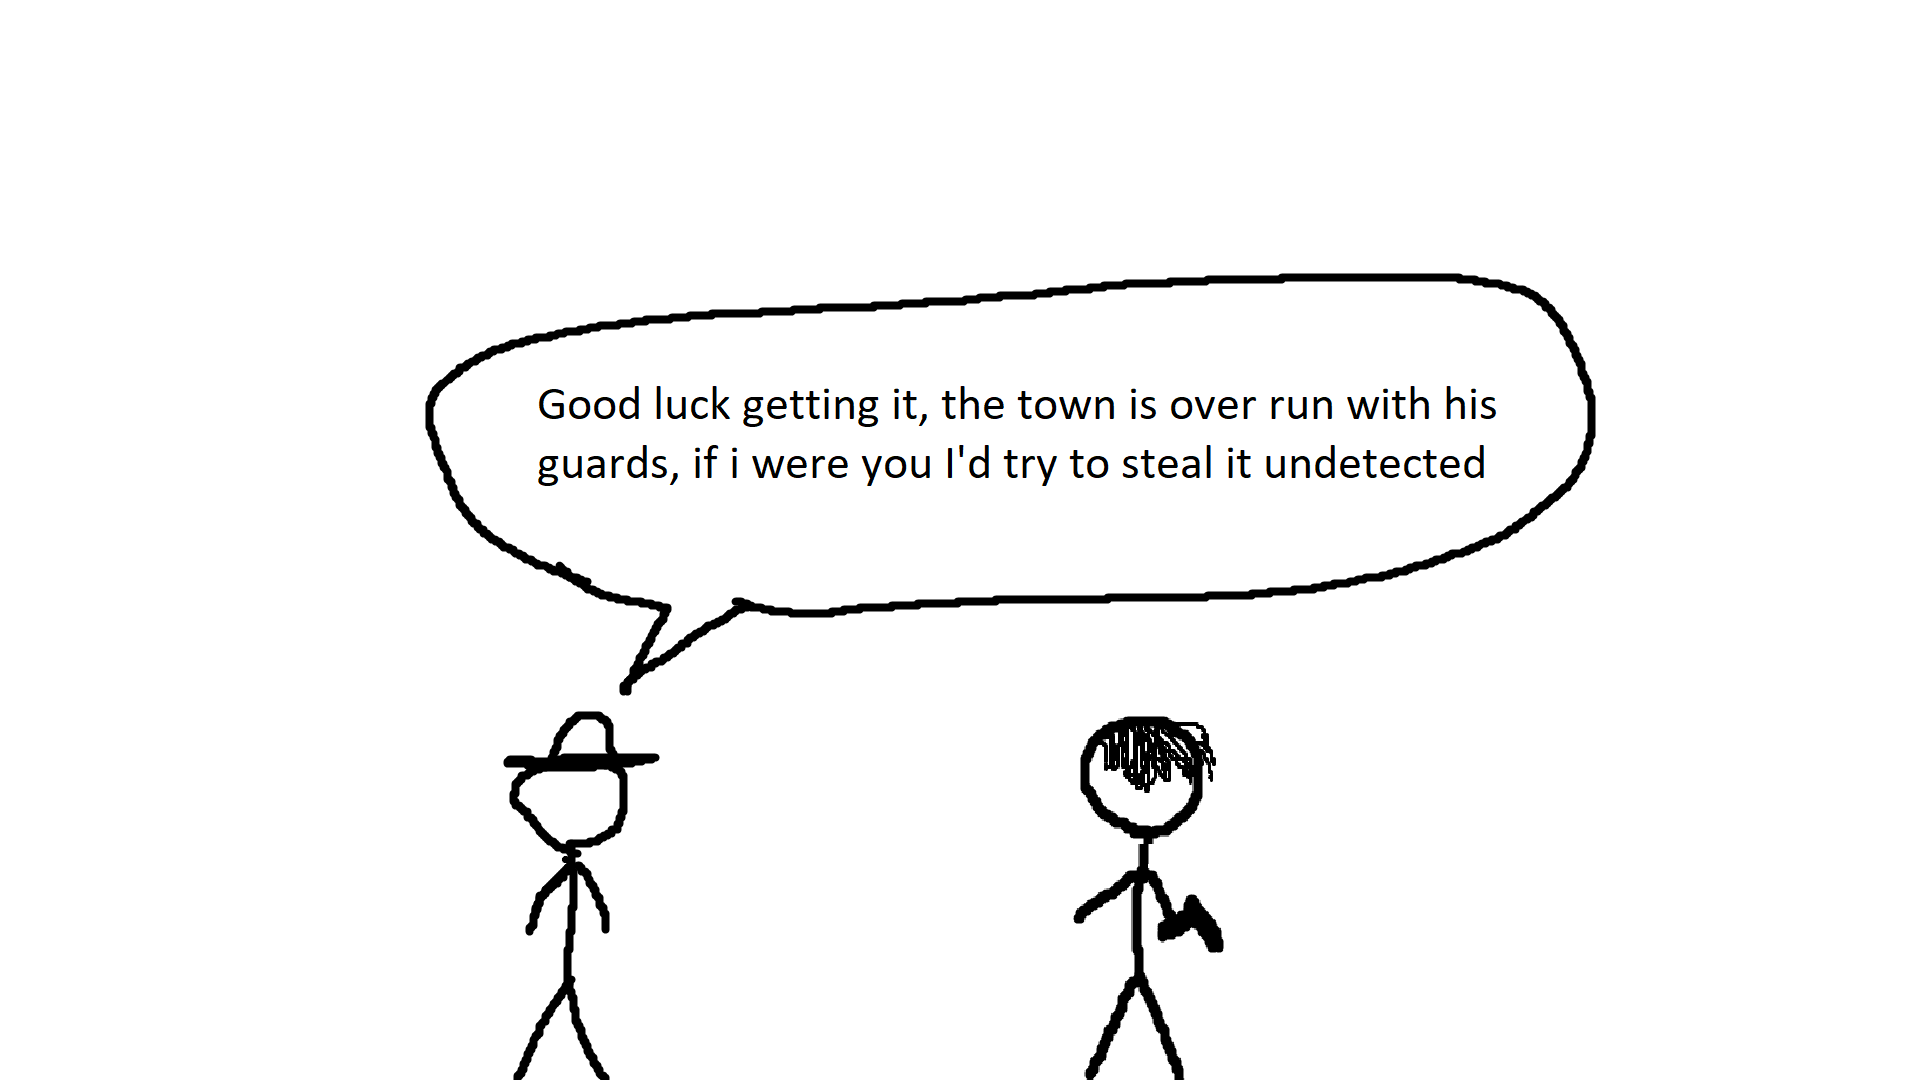 Good luck getting it, the town is over run with his
guards, if i were you I'd try to steal it undetected